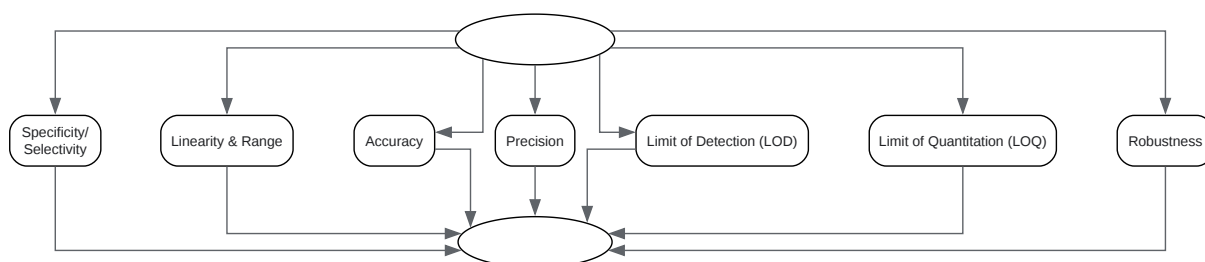 Specificity/
Selectivity
Linearity & Range
Accuracy
Precision
Limit of Detection (LOD)
Limit of Quantitation (LOQ)
Robustness